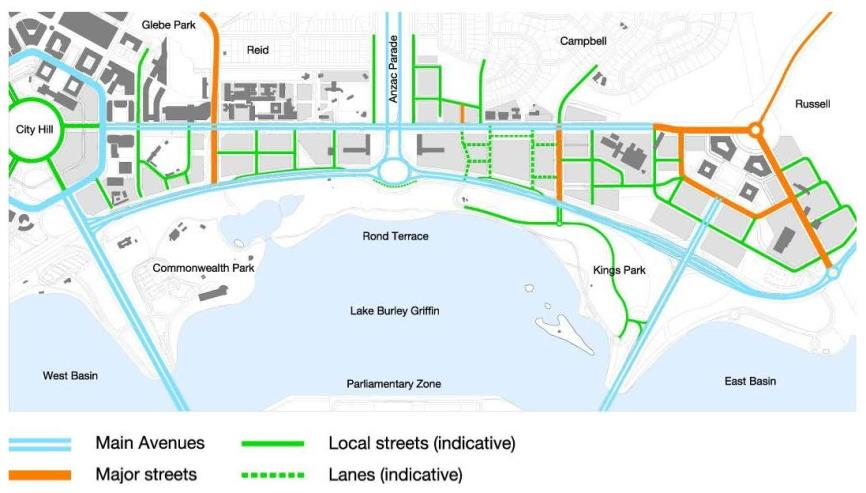 Glebe Park
Reid
Anzac Parade
Campbell
Russell
City Hill
Rond Terrace
Commonwealth Park
Kings Park
Lake Burley Griffin
West Basin
Parliamentary Zone
East Basin
Main Avenues
Local streets (indicative)
Major streets
Lanes (indicative)